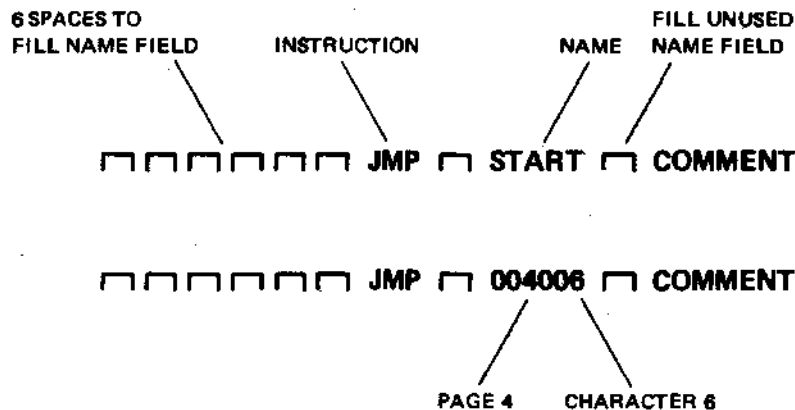 6 SPACES TO FILL UNUSED
FILL NAME FIELD INSTRUCTION NAME NAME FIELD
JMP START COMMENT
JMP 004006 COMMENT
PAGE 4 CHARACTER 6